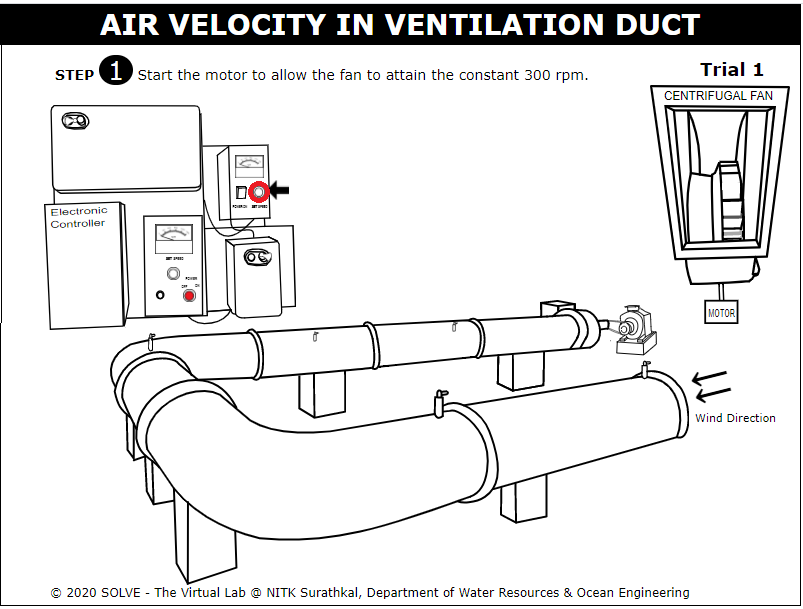 AIR VELOCITY IN VENTILATION DUCT
STEP 1 Start the motor to allow the fan to attain the constant 300 rpm.
Trial 1
CENTRIFUGAL FAN
MOTOR
POWER ON SET SPEED
Electronic
Controller
SET SPEED
POWER
OFF ON
Wind Direction
© 2020 SOLVE - The Virtual Lab @ NITK Surathkal, Department of Water Resources & Ocean Engineering